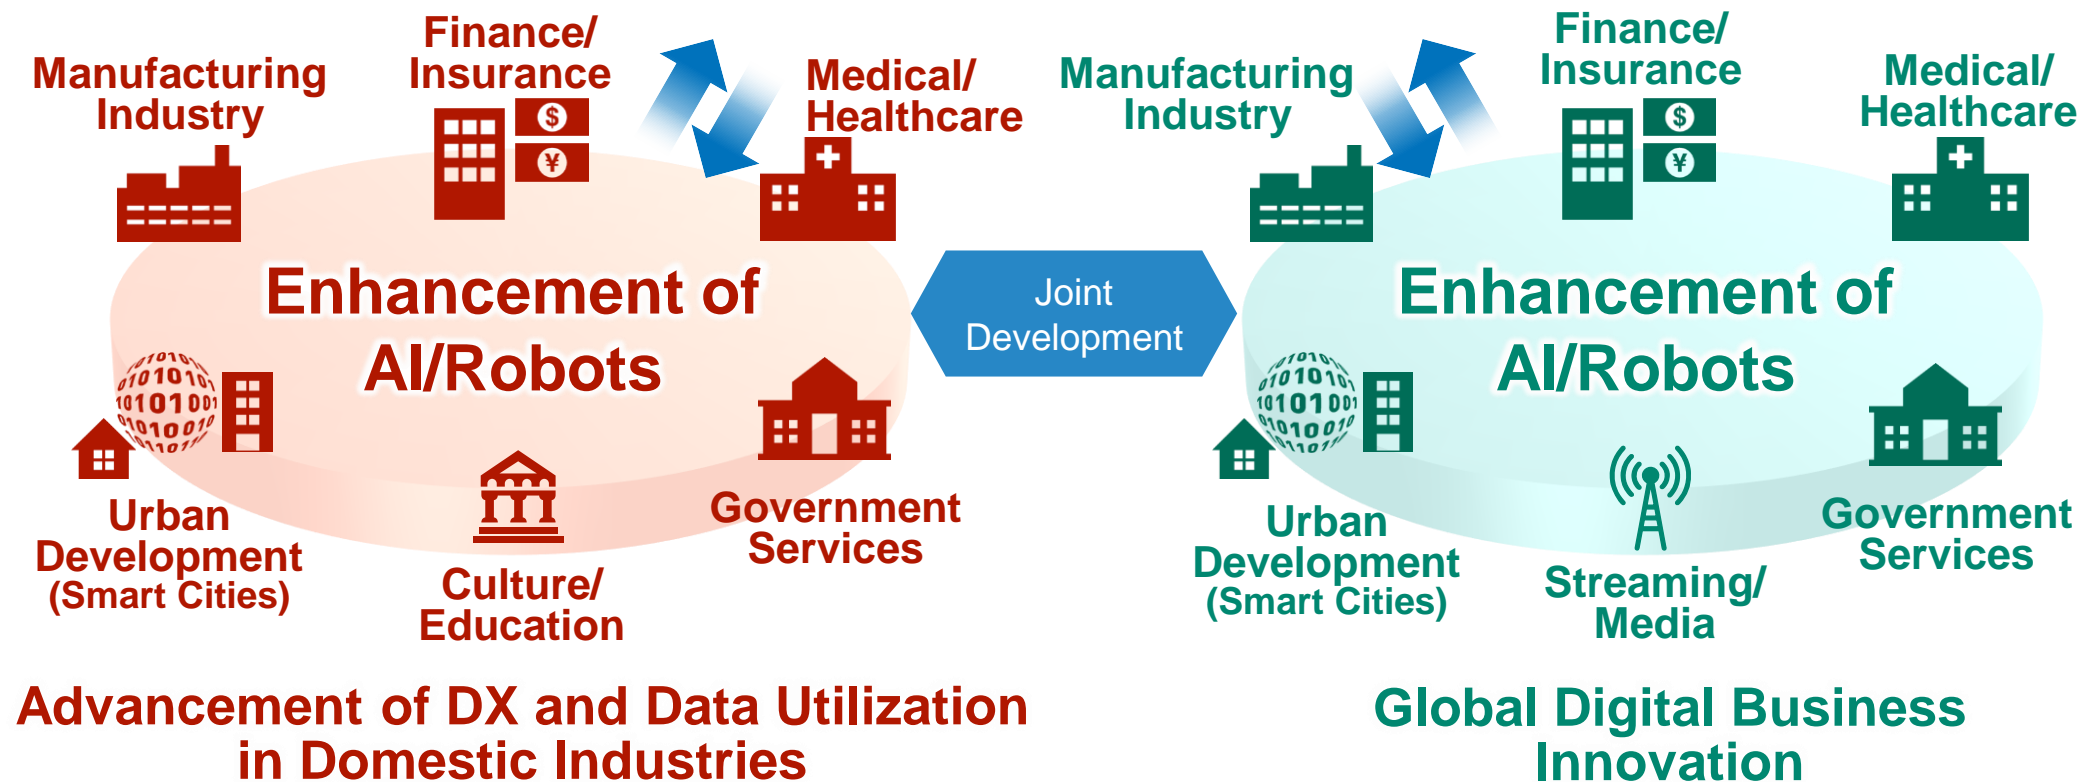 Manufacturing
Industry
Finance/
Insurance
$
¥
Medical/
Healthcare
Enhancement of
AI/Robots
Urban
Development
(Smart Cities)
Culture/
Education
Government
Services
Advancement of DX and Data Utilization
in Domestic Industries
Joint
Development
Manufacturing
Industry
Finance/
Insurance
$
¥
Medical/
Healthcare
Enhancement of
AI/Robots
Urban
Development
(Smart Cities)
Streaming/
Media
Government
Services
Global Digital Business
Innovation